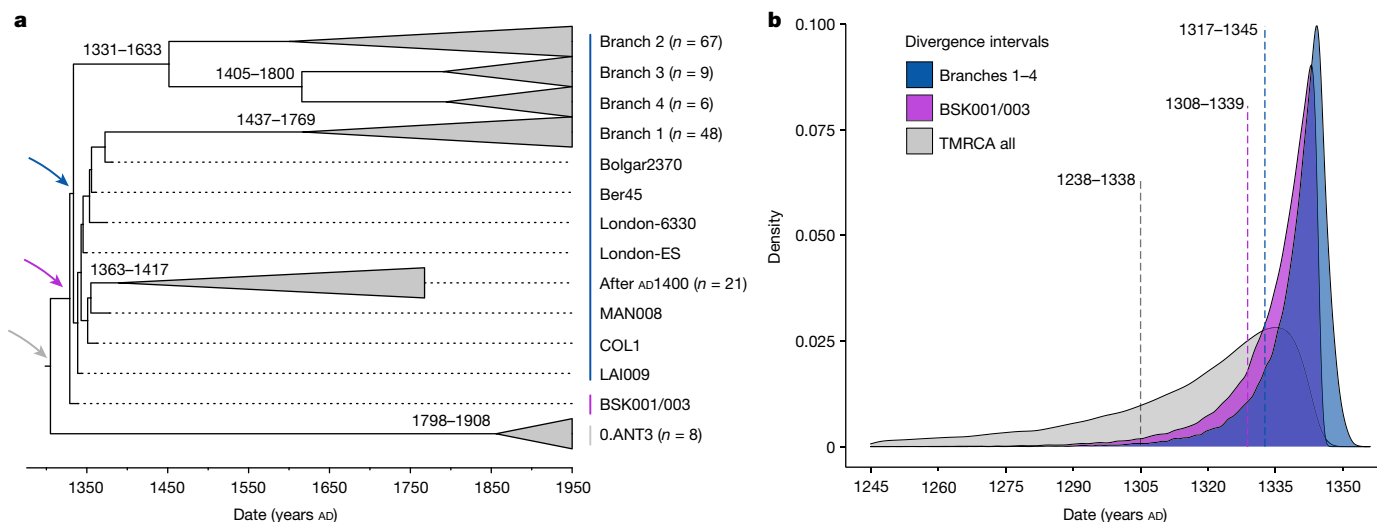 a
1331–1633
Branch 2 (n = 67)
1405–1800
Branch 3 (n = 9)
Branch 4 (n = 6)
1437–1769
Branch 1 (n = 48)
Bolgar2370
Ber45
London-6330
London-ES
1363–1417
After AD1400 (n = 21)
MAN008
COL1
LAI009
BSK001/003
1798–1908
0.ANT3 (n = 8)
1350
1450
1550
1650
1750
1850
1950
Date (years AD)
b
0.100
0.075
0.050
0.025
0
Density
Divergence intervals
Branches 1–4
BSK001/003
TMRCA all
1317–1345
1308–1339
1238–1338
1245
1260
1275
1290
1305
1320
1335
1350
Date (years AD)